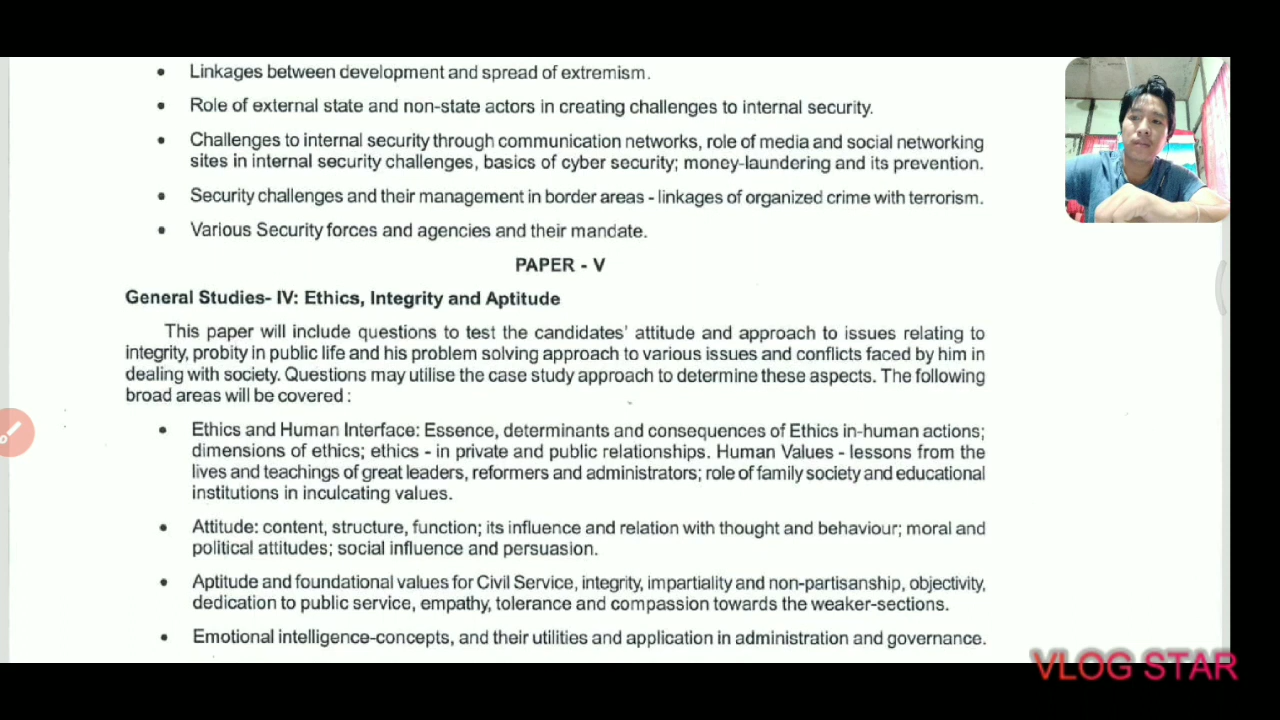 • Linkages between development and spread of extremism.
• Role of external state and non-state actors in creating challenges to internal security.
• Challenges to internal security through communication networks, role of media and social networking
sites in internal security challenges, basics of cyber security; money-laundering and its prevention.
• Security challenges and their management in border areas - linkages of organized crime with terrorism.
• Various Security forces and agencies and their mandate.
PAPER - V
General Studies- IV: Ethics, Integrity and Aptitude
This paper will include questions to test the candidates' attitude and approach to issues relating to
integrity, probity in public life and his problem solving approach to various issues and conflicts faced by him in
dealing with society. Questions may utilise the case study approach to determine these aspects. The following
broad areas will be covered :
• Ethics and Human Interface: Essence, determinants and consequences of Ethics in-human actions;
dimensions of ethics; ethics - in private and public relationships. Human Values - lessons from the
lives and teachings of great leaders, reformers and administrators; role of family society and educational
institutions in inculcating values.
• Attitude: content, structure, function; its influence and relation with thought and behaviour; moral and
political attitudes; social influence and persuasion.
• Aptitude and foundational values for Civil Service, integrity, impartiality and non-partisanship, objectivity,
dedication to public service, empathy, tolerance and compassion towards the weaker-sections.
• Emotional intelligence-concepts, and their utilities and application in administration and governance.
VLOG STAR